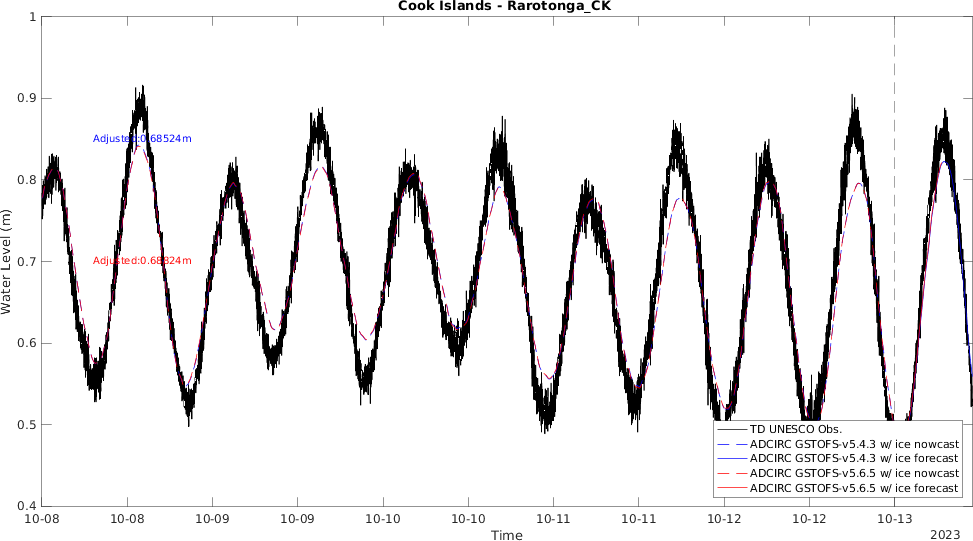 Cook Islands - Rarotonga_CK
1
0.9
0.8
0.7
0.6
0.5
0.4
Water Level (m)
Adjusted:0.68524m
Adjusted:0.68824m
TD UNESCO Obs.
ADCIRC GSTOFS-v5.4.3 w/ ice nowcast
ADCIRC GSTOFS-v5.4.3 w/ ice forecast
ADCIRC GSTOFS-v5.6.5 w/ ice nowcast
ADCIRC GSTOFS-v5.6.5 w/ ice forecast
10-08 10-08 10-09 10-09 10-10 10-10 10-11 10-11 10-12 10-12 10-13
Time
2023